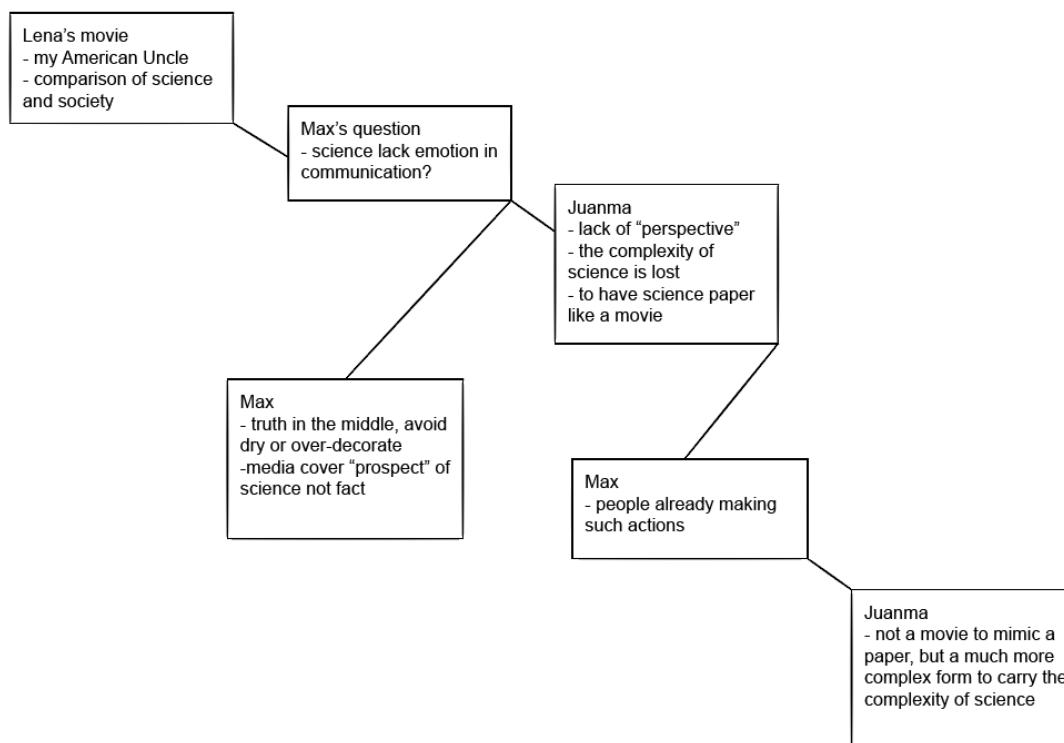 Lena’s movie
- my American Uncle
- comparison of science
and society
Max’s question
- science lack emotion in
communication?
Juanma
- lack of “perspective”
- the complexity of
science is lost
- to have science paper
like a movie
Max
- truth in the middle, avoid
dry or over-decorate
-media cover “prospect” of
science not fact
Max
- people already making
such actions
Juanma
- not a movie to mimic a
paper, but a much more
complex form to carry the
complexity of science